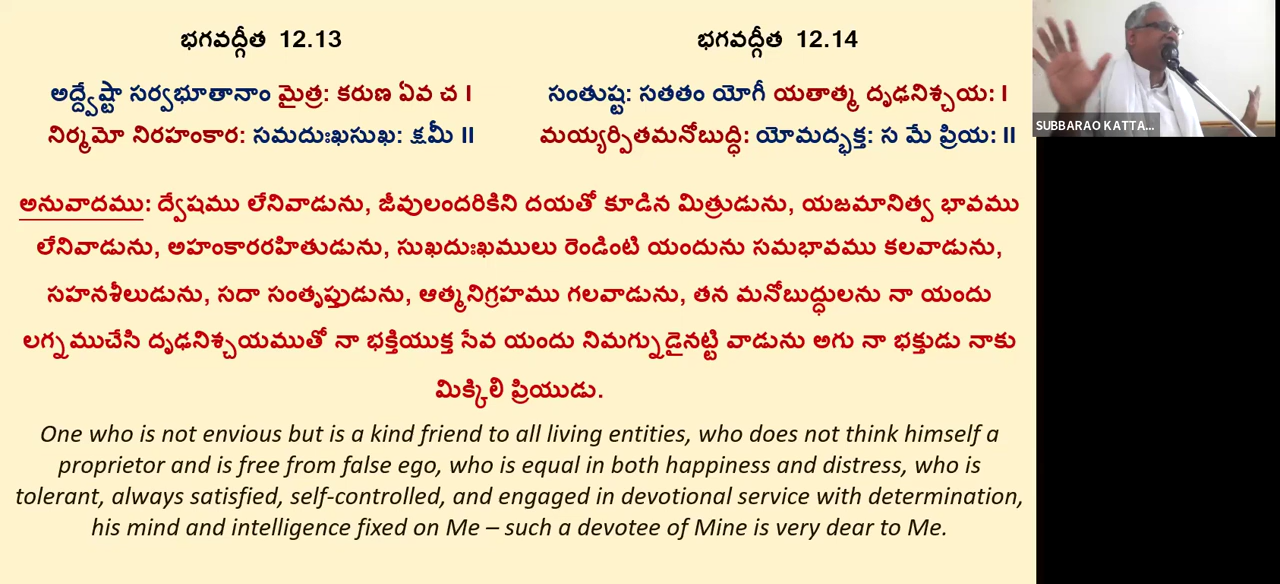 భగవద్గీత 12.13
అద్ద్వేష్టా సర్వభూతానాం మైత్ర: కరుణ ఏవ చ I
నిర్మమో నిరహంకార: సమదుఃఖసుఖ: క్షమీ II
భగవద్గీత 12.14
సంతుష్ట: సతతం యోగీ యతాత్మ దృఢనిశ్చయ: I
మయ్యర్పితమనోబుద్ధి: యోమద్భక్త: స మే ప్రియ: II
అనువాదము: ద్వేషము లేనివాడును, జీవులందరికిని దయతో కూడిన మిత్రుడును, యజమానిత్వ భావము
లేనివాడును, అహంకారరహితుడును, సుఖదుఃఖములు రెండింటి యందును సమభావము కలవాడును,
సహనశీలుడును, సదా సంతృప్తుడును, ఆత్మనిగ్రహము గలవాడును, తన మనోబుద్ధులను నా యందు
లగ్నముచేసి దృఢనిశ్చయముతో నా భక్తియుక్త సేవ యందు నిమగ్నుడైనట్టి వాడును అగు నా భక్తుడు నాకు
మిక్కిలి ప్రియుడు.
One who is not envious but is a kind friend to all living entities, who does not think himself a
proprietor and is free from false ego, who is equal in both happiness and distress, who is
tolerant, always satisfied, self-controlled, and engaged in devotional service with determination,
his mind and intelligence fixed on Me – such a devotee of Mine is very dear to Me.
SUBBARAO KATTA...